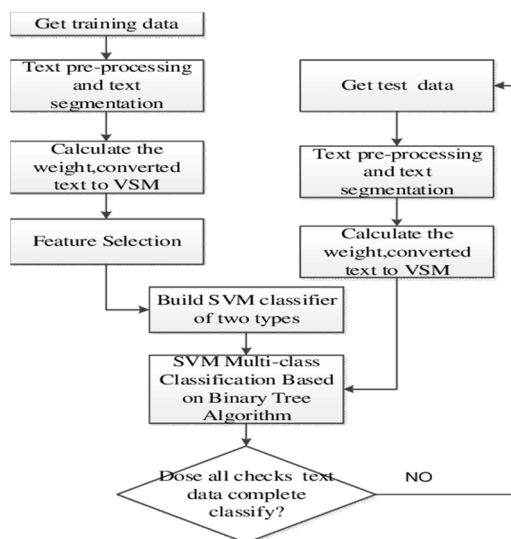 Get training data
Text pre-processing
and text
segmentation
Calculate the
weight,converted
text to VSM
Feature Selection
Get test data
Text pre-processing
and text
segmentation
Calculate the
weight,converted
text to VSM
Build SVM classifier
of two types
SVM Multi-class
Classification Based
on Binary Tree
Algorithm
Dose all checks text
data complete
classify?
NO